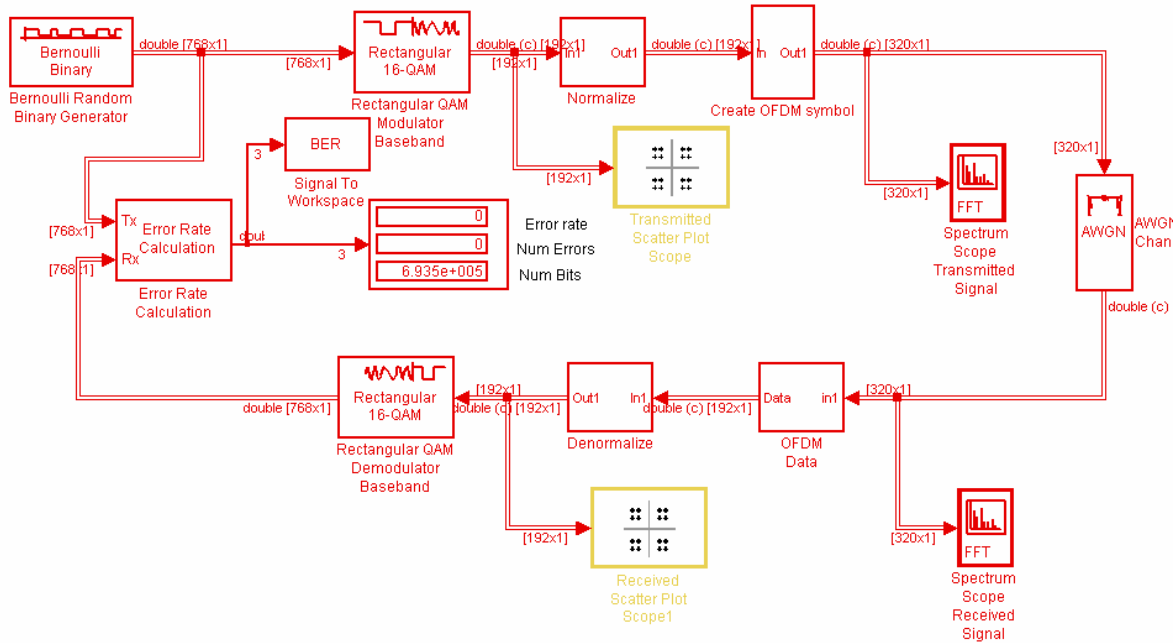 Bernoulli
Binary
Bernoulli Random
Binary Generator
double [768x1]
[768x1]
Rectangular
16-QAM
Rectangular QAM
Modulator
Baseband
double (c) [192x1]
[192x1]
In1
Out1
Normalize
double (c) [192x1]
In
Out1
Create OFDM symbol
double (c) [320x1]
[320x1]
AWGN
AWGN
Chan
double (c)
[320x1]
FFT
Spectrum
Scope
Transmitted
Signal
[192x1]
Transmitted
Scatter Plot
Scope
3
BER
Signal To
Workspace
[768x1]
Tx
Rx
[768x1]
Error Rate
Calculation
Error Rate
Calculation
doul
3
0
0
6.935e+005
Error rate
Num Errors
Num Bits
double [768x1]
Rectangular
16-QAM
Rectangular QAM
Demodulator
Baseband
[192x1]
double (c) [192x1]
Out1
In1
Denormalize
double (c) [192x1]
Data
in1
OFDM
Data
[320x1]
[192x1]
Received
Scatter Plot
Scope1
[320x1]
FFT
Spectrum
Scope
Received
Signal